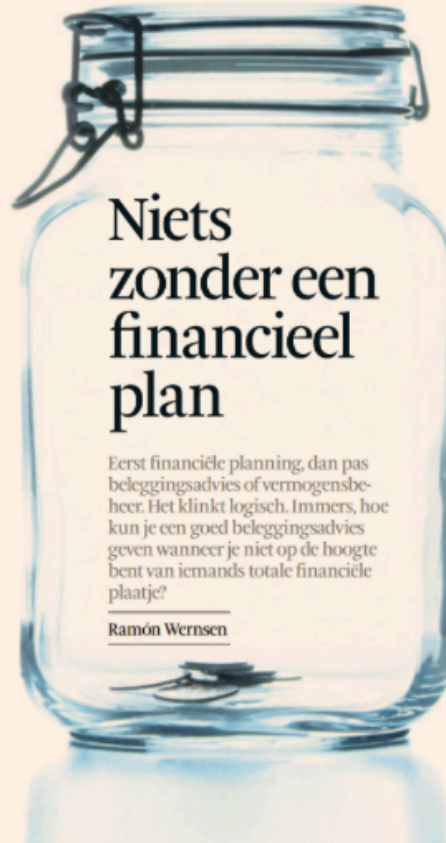 Niets
zonder een
financieel
plan
Eerst financiële planning, dan pas
beleggingsadvies of vermogensbe-
heer. Het klinkt logisch. Immers, hoe
kun je een goed beleggingsadvies
geven wanneer je niet op de hoogte
bent van iemands totale financiële
plaatje?
Ramón Wernsen